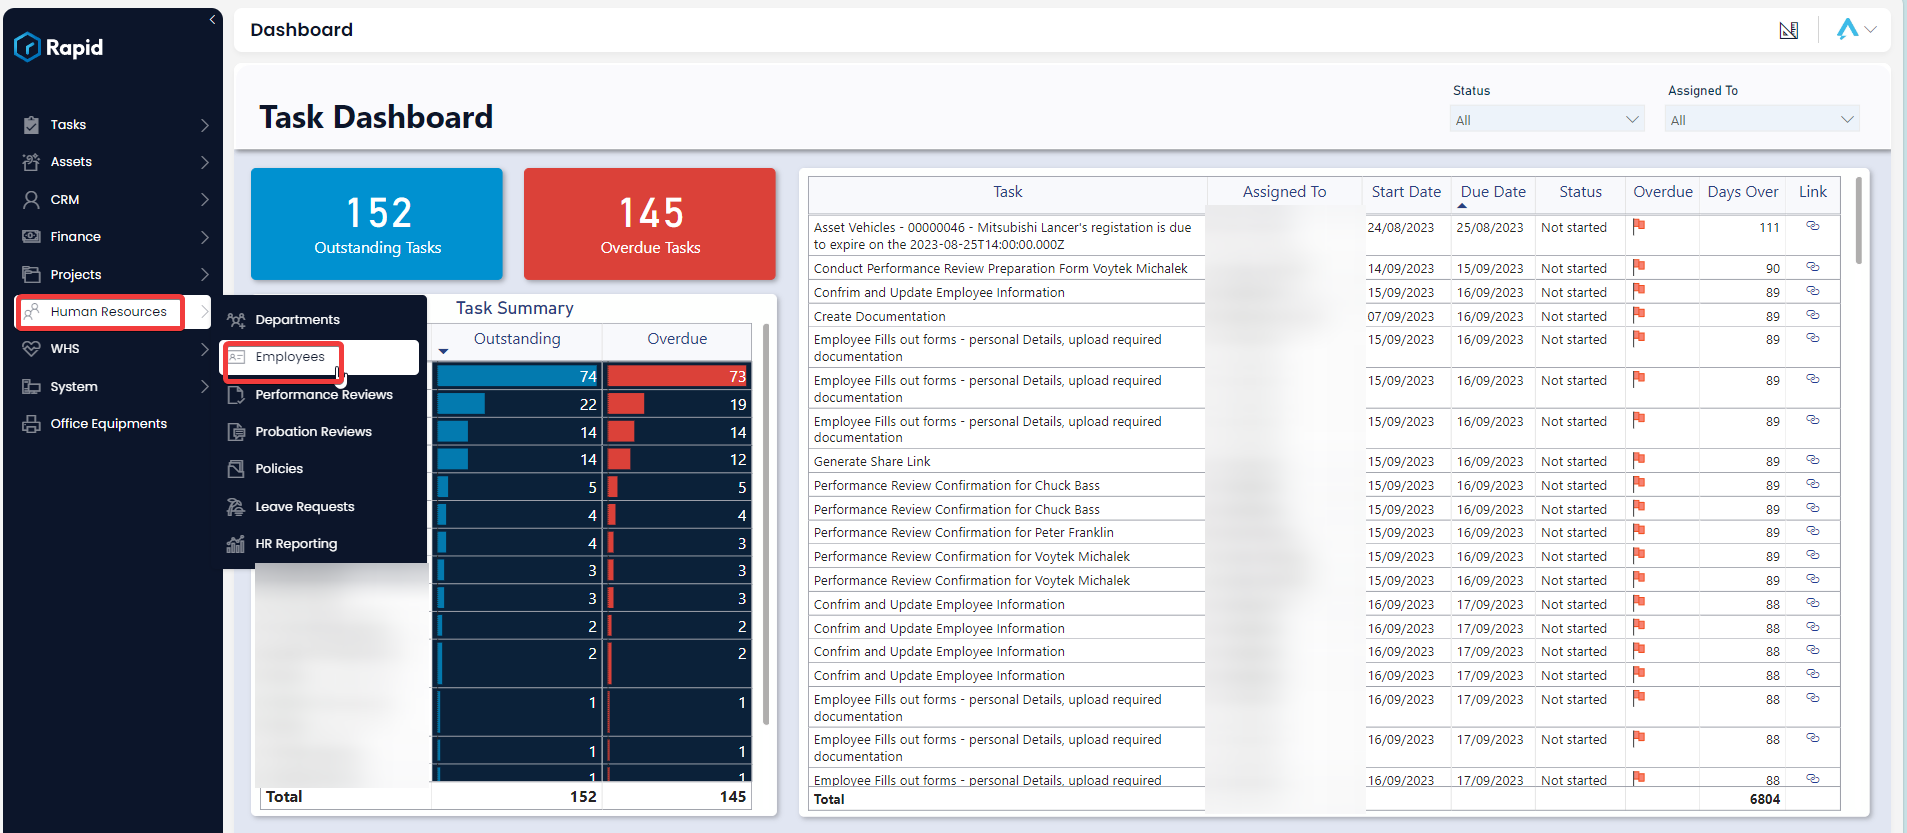 Rapid
Tasks
Assets
CRM
Finance
Projects
Human Resources
WHS
System
Office Equipments
Departments
Employees
Performance Reviews
Probation Reviews
Policies
Leave Requests
HR Reporting
Dashboard
Task Dashboard
Status
All
Assigned To
All
152
Outstanding Tasks
145
Overdue Tasks
Task Summary
Outstanding Overdue
74 73
22 19
14 14
14 12
5 5
4 4
4 3
3 3
3 3
2 2
2 2
1 1
1 1
1 1
Total 152 145
Task Assigned To Start Date Due Date Status Overdue Days Over Link
Asset Vehicles - 00000046 - Mitsubishi Lancer's registation is due
to expire on the 2023-08-25T14:00:00.000Z
24/08/2023 25/08/2023 Not started 111
Conduct Performance Review Preparation Form Voytek Michalek 14/09/2023 15/09/2023 Not started 90
Confrim and Update Employee Information 15/09/2023 16/09/2023 Not started 89
Create Documentation 07/09/2023 16/09/2023 Not started 89
Employee Fills out forms - personal Details, upload required
documentation
15/09/2023 16/09/2023 Not started 89
Employee Fills out forms - personal Details, upload required
documentation
15/09/2023 16/09/2023 Not started 89
Employee Fills out forms - personal Details, upload required
documentation
15/09/2023 16/09/2023 Not started 89
Generate Share Link 15/09/2023 16/09/2023 Not started 89
Performance Review Confirmation for Chuck Bass 15/09/2023 16/09/2023 Not started 89
Performance Review Confirmation for Chuck Bass 15/09/2023 16/09/2023 Not started 89
Performance Review Confirmation for Peter Franklin 15/09/2023 16/09/2023 Not started 89
Performance Review Confirmation for Voytek Michalek 15/09/2023 16/09/2023 Not started 89
Performance Review Confirmation for Voytek Michalek 15/09/2023 16/09/2023 Not started 89
Confrim and Update Employee Information 16/09/2023 17/09/2023 Not started 88
Confrim and Update Employee Information 16/09/2023 17/09/2023 Not started 88
Confrim and Update Employee Information 16/09/2023 17/09/2023 Not started 88
Confrim and Update Employee Information 16/09/2023 17/09/2023 Not started 88
Employee Fills out forms - personal Details, upload required
documentation
16/09/2023 17/09/2023 Not started 88
Employee Fills out forms - personal Details, upload required
documentation
16/09/2023 17/09/2023 Not started 88
Employee Fills out forms - personal Details, upload required 16/09/2023 17/09/2023 Not started 88
Total 6804